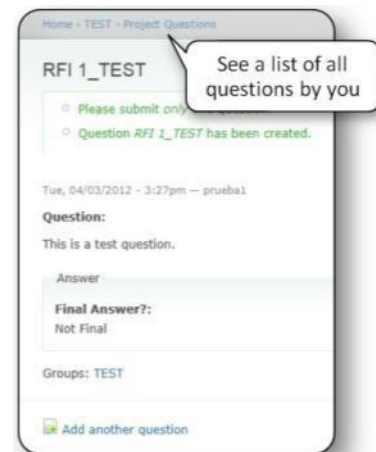 Home › TEST › Project Questions
See a list of all
questions by you
RFI 1_TEST
Please submit only
Question RFI 1_TEST has been created.
Tue, 04/03/2012 - 3:27pm — prueba1
Question:
This is a test question.
Answer
Final Answer?:
Not Final
Groups: TEST
Add another question